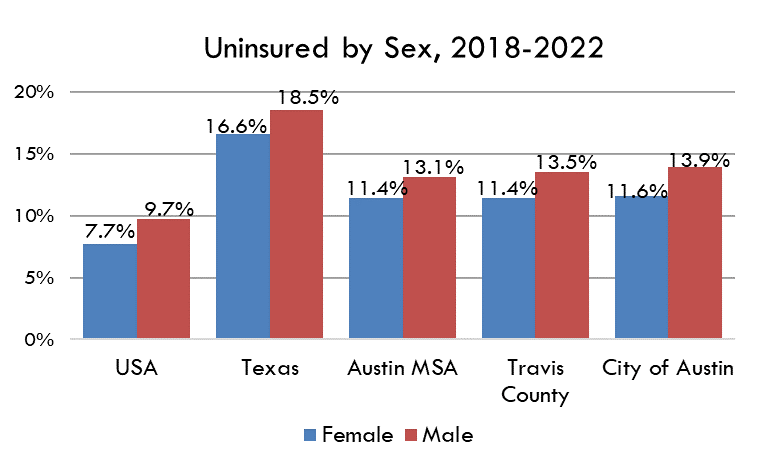 Uninsured by Sex, 2018-2022
20%
15%
10%
5%
0%
7.7%
9.7%
16.6%
18.5%
11.4%
13.1%
11.4%
13.5%
11.6%
13.9%
USA
Texas
Austin MSA
Travis
County
City of Austin
Female
Male